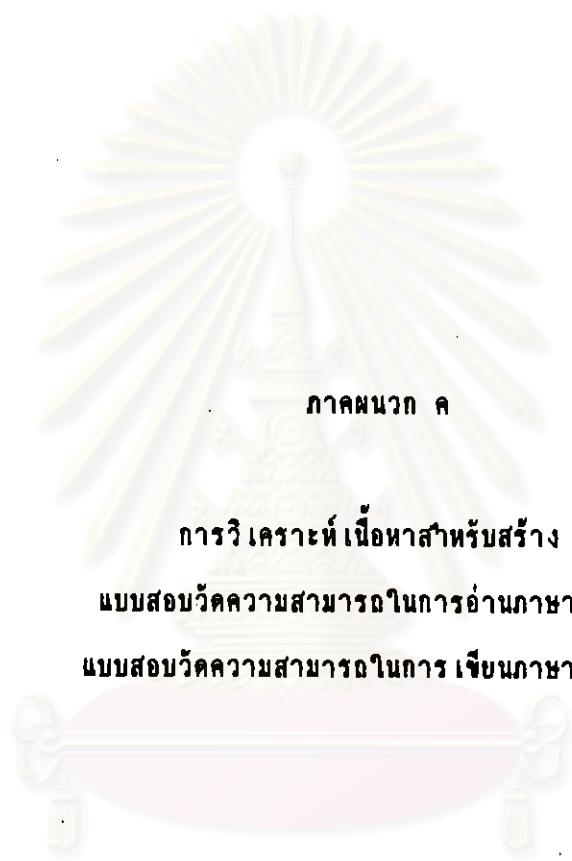 ภาคผนวก ค
การวิเคราะห์เนื้อหาสำหรับสร้าง
แบบสอบวัดความสามารถในการอ่านภาษา
แบบสอบวัดความสามารถในการเขียนภาษา